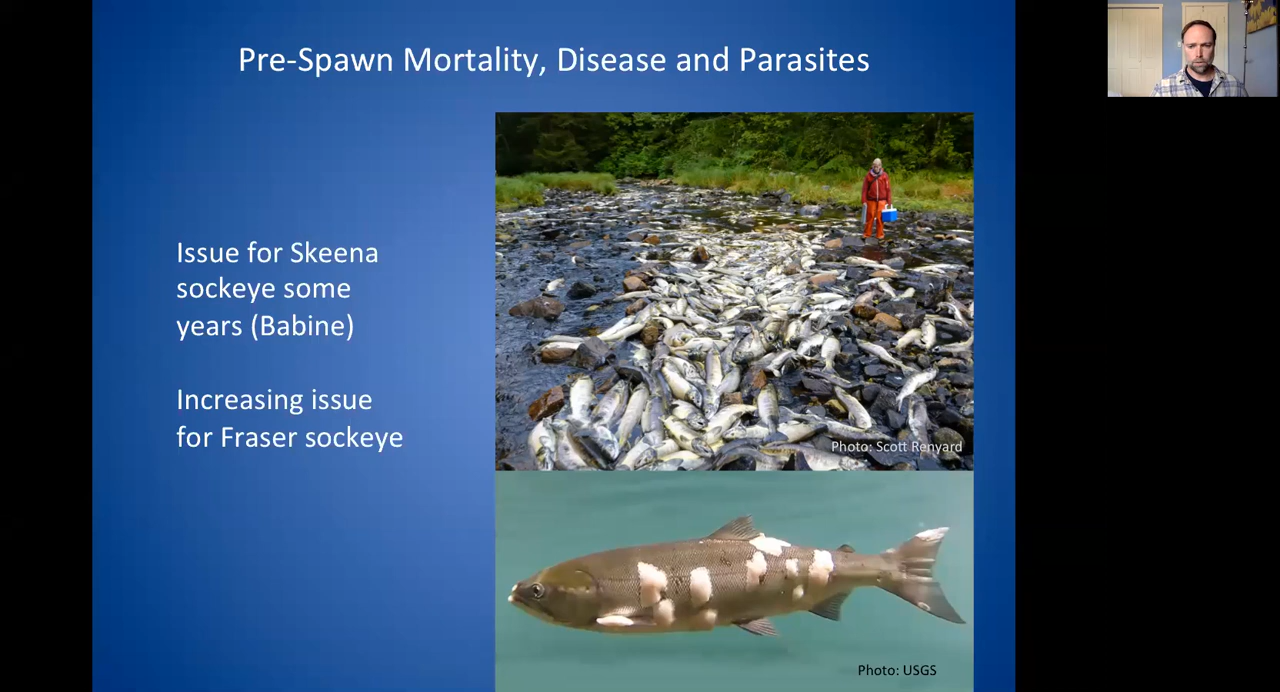 Pre-Spawn Mortality, Disease and Parasites
Issue for Skeena
sockeye some
years (Babine)
Increasing issue
for Fraser sockeye
Photo: Scott Renyard
Photo: USGS